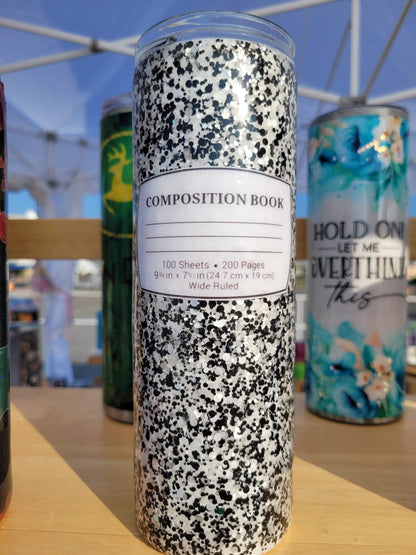 COMPOSITION BOOK
100 Sheets • 200 Pages
9¾ in x 7½ in (24.7 cm x 19 cm)
Wide Ruled
HOLD ON!
LET ME
OVERTHINK
this